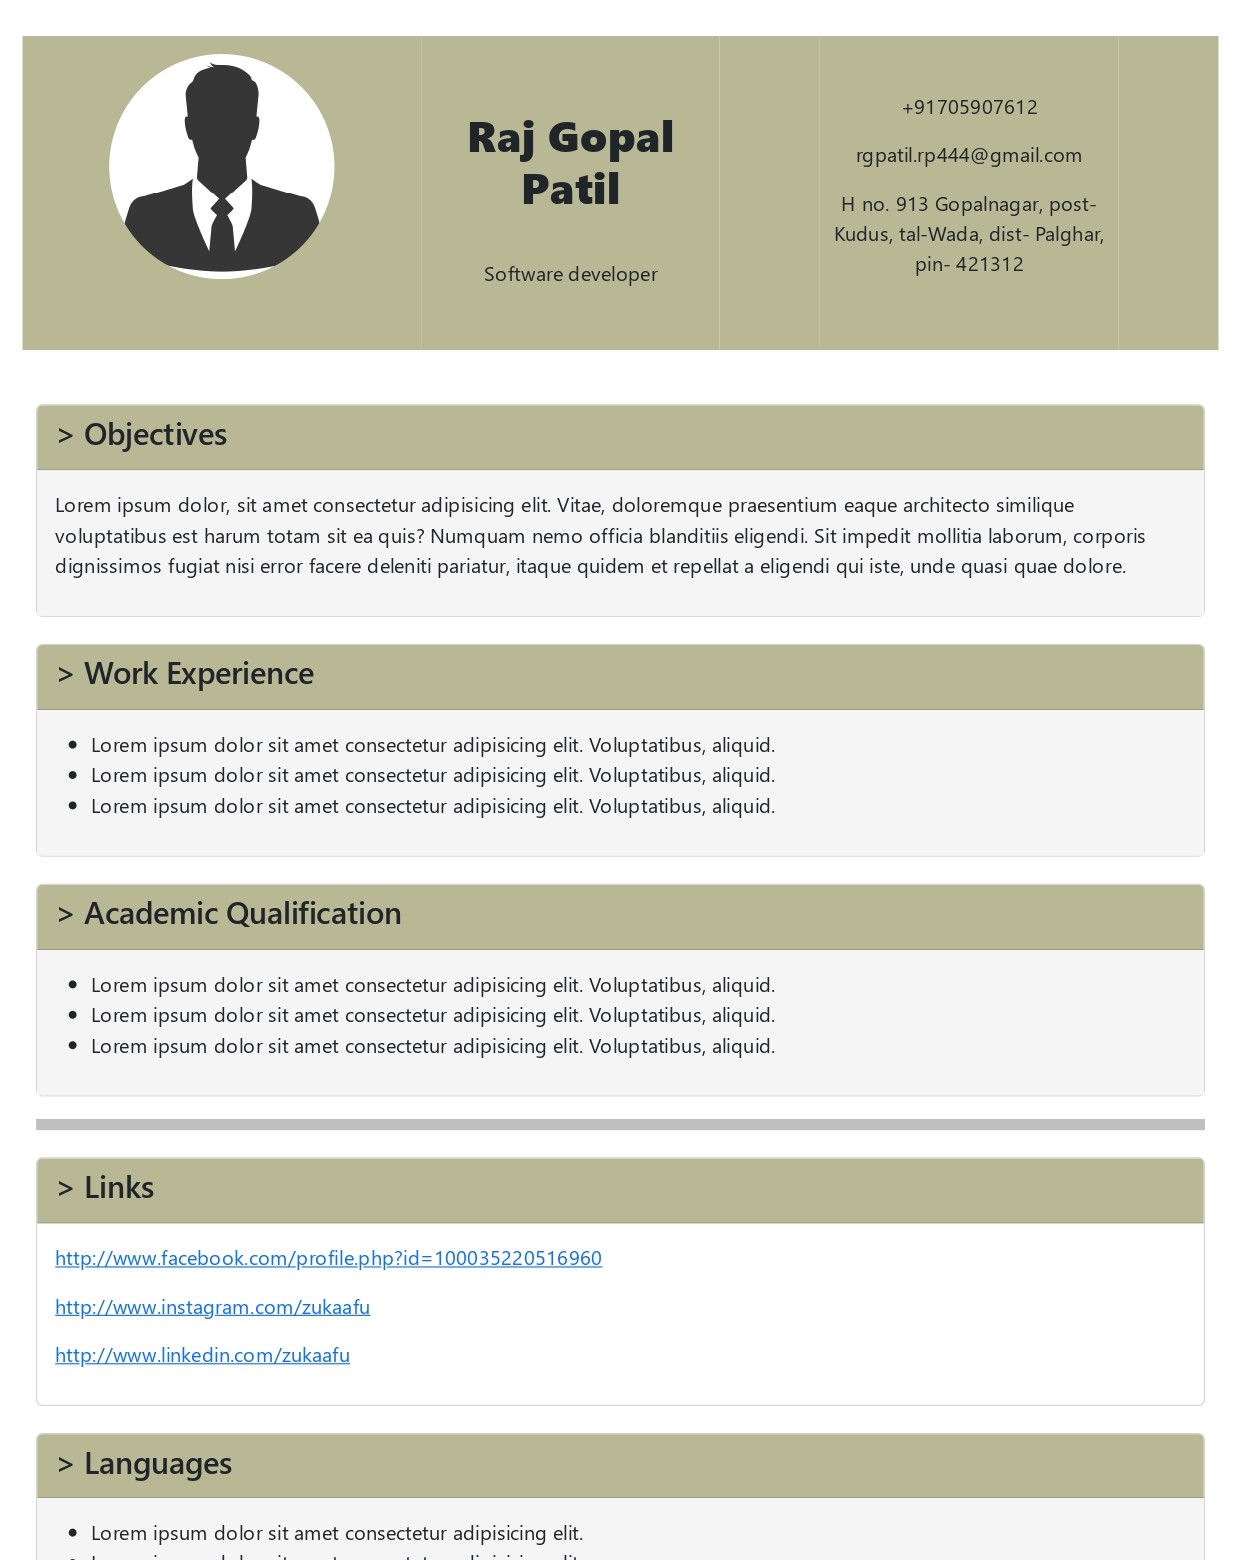 Raj Gopal
Patil
Software developer
+91705907612
rgpatil.rp444@gmail.com
H no. 913 Gopalnagar, post-
Kudus, tal-Wada, dist- Palghar,
pin- 421312
> Objectives
Lorem ipsum dolor, sit amet consectetur adipisicing elit. Vitae, doloremque praesentium eaque architecto similique
voluptatibus est harum totam sit ea quis? Numquam nemo officia blanditiis eligendi. Sit impedit mollitia laborum, corporis
dignissimos fugiat nisi error facere deleniti pariatur, itaque quidem et repellat a eligendi qui iste, unde quasi quae dolore.
> Work Experience
• Lorem ipsum dolor sit amet consectetur adipisicing elit. Voluptatibus, aliquid.
• Lorem ipsum dolor sit amet consectetur adipisicing elit. Voluptatibus, aliquid.
• Lorem ipsum dolor sit amet consectetur adipisicing elit. Voluptatibus, aliquid.
> Academic Qualification
• Lorem ipsum dolor sit amet consectetur adipisicing elit. Voluptatibus, aliquid.
• Lorem ipsum dolor sit amet consectetur adipisicing elit. Voluptatibus, aliquid.
• Lorem ipsum dolor sit amet consectetur adipisicing elit. Voluptatibus, aliquid.
> Links
http://www.facebook.com/profile.php?id=100035220516960
http://www.instagram.com/zukaafu
http://www.linkedin.com/zukaafu
> Languages
• Lorem ipsum dolor sit amet consectetur adipisicing elit.